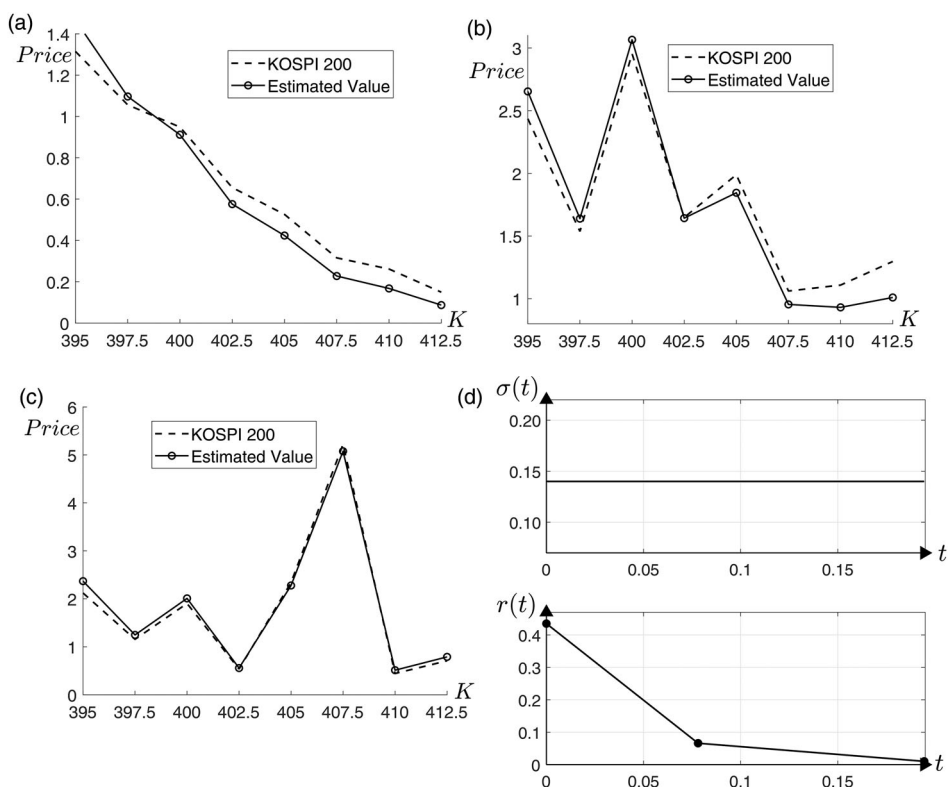 (a)
Price
1.4
1.2
1
0.8
0.6
0.4
0.2
0
KOSPI 200
Estimated Value
395 397.5 400 402.5 405 407.5 410 412.5
K
(b)
Price
3
2.5
2
1.5
1
KOSPI 200
Estimated Value
395 397.5 400 402.5 405 407.5 410 412.5
K
(c)
Price
6
5
4
3
2
1
0
KOSPI 200
Estimated Value
395 397.5 400 402.5 405 407.5 410 412.5
K
(d)
σ(t)
0.20
0.15
0.10
0 0.05 0.1 0.15
t
r(t)
0.4
0.3
0.2
0.1
0
0 0.05 0.1 0.15
t